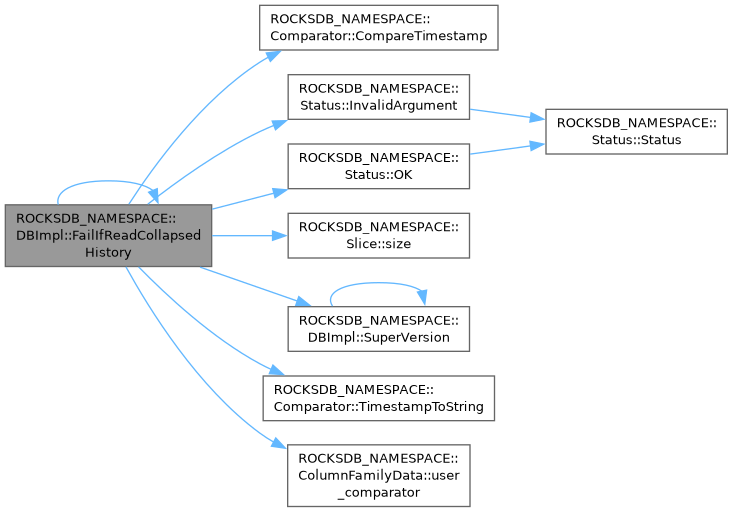 ROCKSDB_NAMESPACE::
Comparator::CompareTimestamp
ROCKSDB_NAMESPACE::
Status::InvalidArgument
ROCKSDB_NAMESPACE::
Status::Status
ROCKSDB_NAMESPACE::
Status::OK
ROCKSDB_NAMESPACE::
DBImpl::FailIfReadCollapsed
History
ROCKSDB_NAMESPACE::
Slice::size
ROCKSDB_NAMESPACE::
DBImpl::SuperVersion
ROCKSDB_NAMESPACE::
Comparator::TimestampToString
ROCKSDB_NAMESPACE::
ColumnFamilyData::user
_comparator